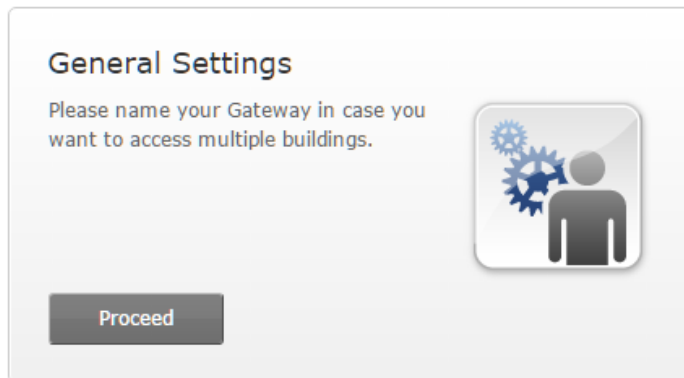 General Settings
Please name your Gateway in case you
want to access multiple buildings.
Proceed